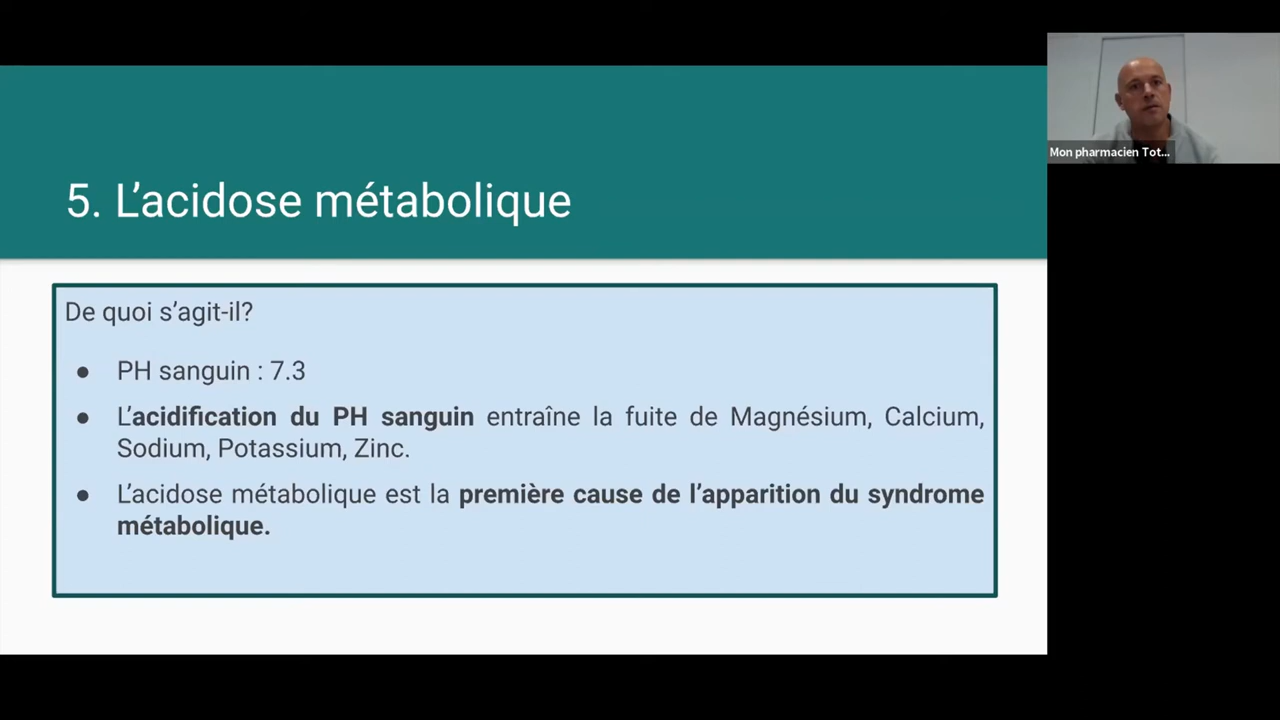 5. L’acidose métabolique
De quoi s’agit-il?
● PH sanguin : 7.3
● L’acidification du PH sanguin entraîne la fuite de Magnésium, Calcium,
Sodium, Potassium, Zinc.
● L’acidose métabolique est la première cause de l’apparition du syndrome
métabolique.
Mon pharmacien Tot...